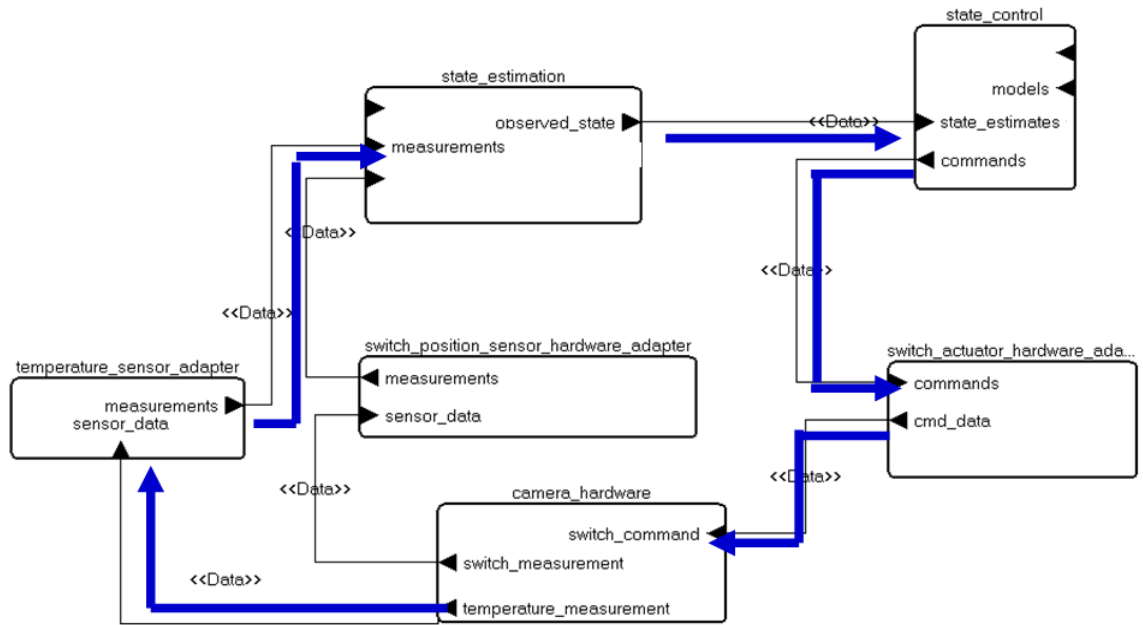 state_control
models
state_estimates
commands
state_estimation
observed_state
measurements
<<Data>>
<<Data>>
<<Data>>
<<Data>>
switch_position_sensor_hardware_adapter
measurements
sensor_data
temperature_sensor_adapter
measurements
sensor_data
switch_actuator_hardware_ada...
commands
cmd_data
<<Data>>
<<Data>>
camera_hardware
switch_command
switch_measurement
temperature_measurement
<<Data>>